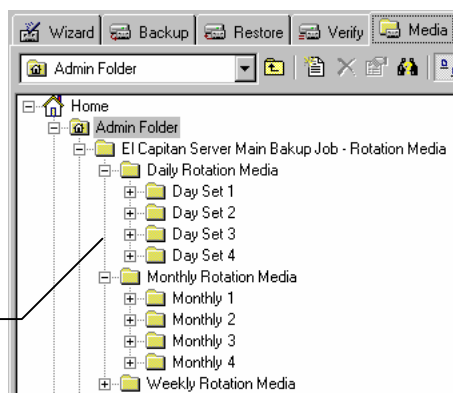 Wizard Backup Restore Verify Media
Admin Folder
Home
Admin Folder
El Capitan Server Main Bakup Job - Rotation Media
Daily Rotation Media
Day Set 1
Day Set 2
Day Set 3
Day Set 4
Monthly Rotation Media
Monthly 1
Monthly 2
Monthly 3
Monthly 4
Weekly Rotation Media